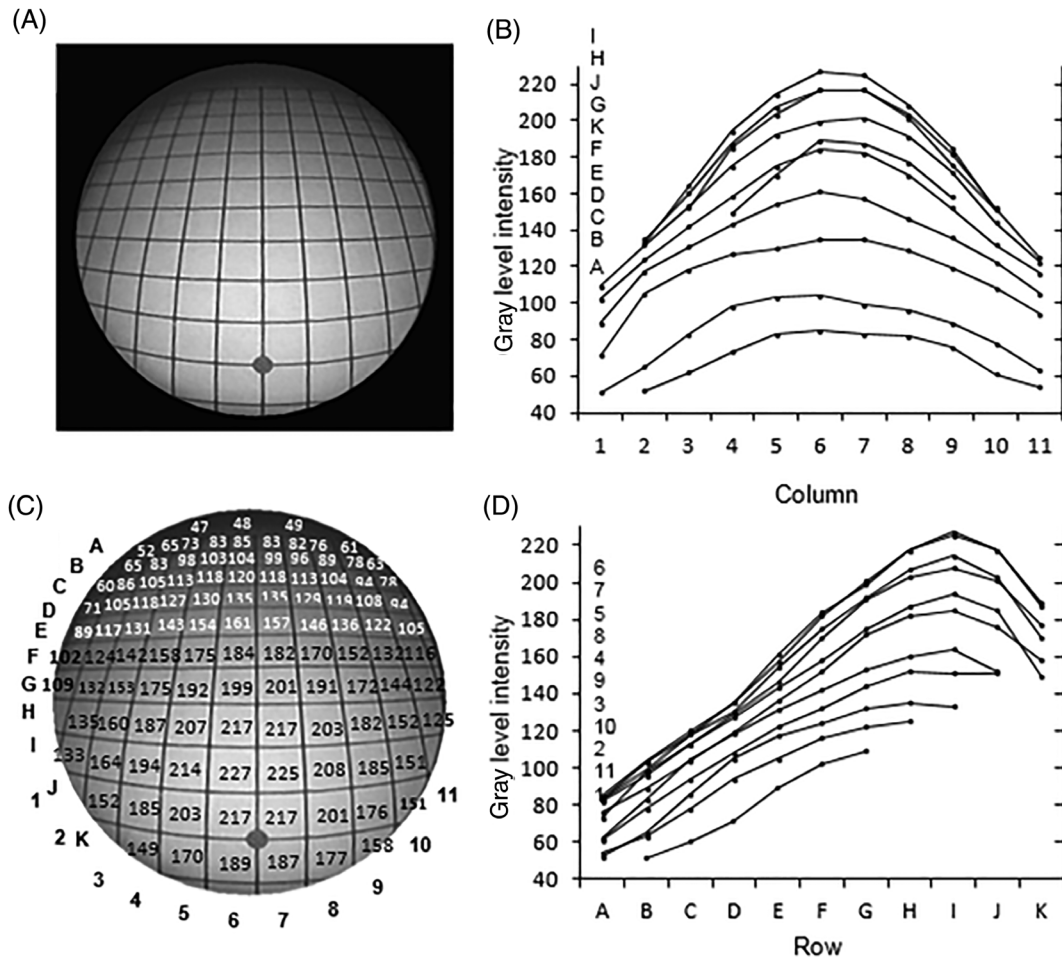 (A)
(B)
I
H
J
G
K
F
E
D
C
B
A
Gray level intensity
220
200
180
160
140
120
100
80
60
40
1 2 3 4 5 6 7 8 9 10 11
Column
(C)
47 48 49
A 52 65 73 83 85 83 82 76 61
B 65 83 98 103 104 99 96 89 78 63
C 60 86 105 113 118 120 118 113 104 94 78
D 71 105 118 127 130 135 135 129 119 108 94
E 89 117 131 143 154 161 157 146 136 122 105
F 102 124 142 158 175 184 182 170 152 132 116
G 109 132 153 175 192 199 201 191 172 144 122
H 135 160 187 207 217 217 203 182 152 125
I 133 164 194 214 227 225 208 185 151
J 152 185 203 217 217 201 176 151
K 149 170 189 187 177 158
1 2 3 4 5 6 7 8 9 10 11
(D)
6
7
5
8
4
9
3
10
2
11
1
Gray level intensity
220
200
180
160
140
120
100
80
60
40
A B C D E F G H I J K
Row